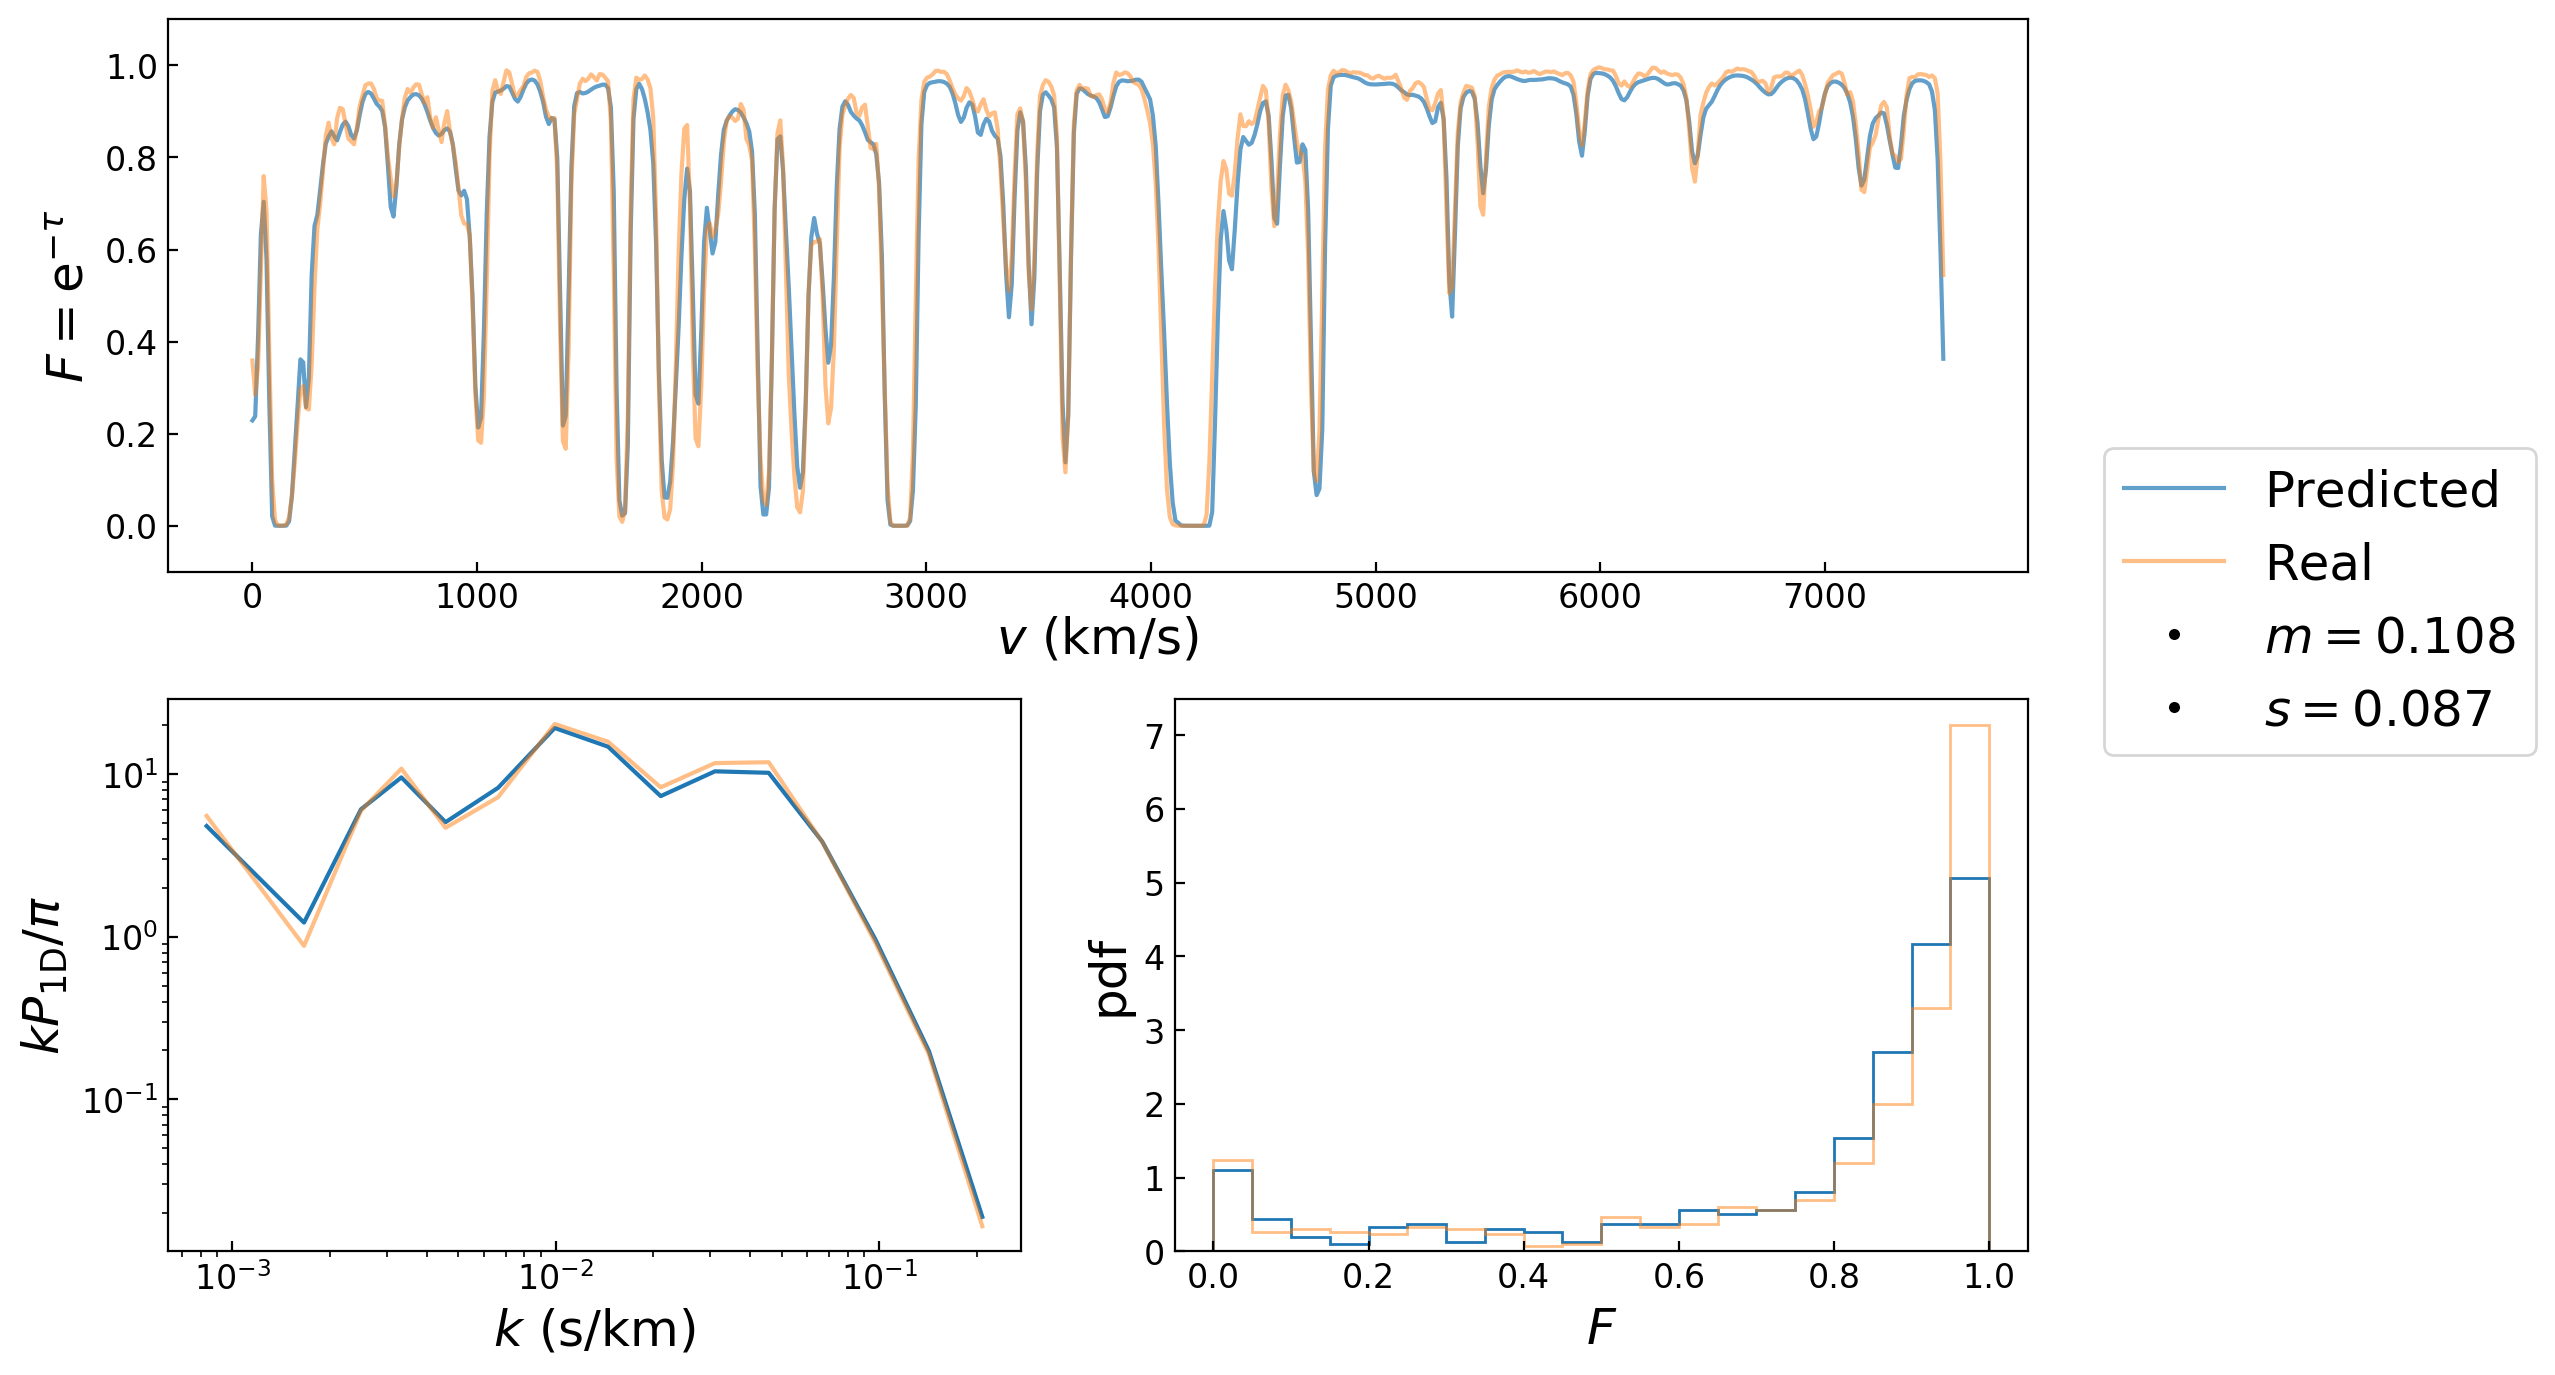 1.0
0.8
0.6
0.4
0.2
0.0
F = e^{−τ}
0 1000 2000 3000 4000 5000 6000 7000
v (km/s)
Predicted
Real
m = 0.108
s = 0.087
10^1
10^0
10^{−1}
kP_{1D}/π
10^{−3} 10^{−2} 10^{−1}
k (s/km)
7
6
5
4
3
2
1
0
pdf
0.0 0.2 0.4 0.6 0.8 1.0
F